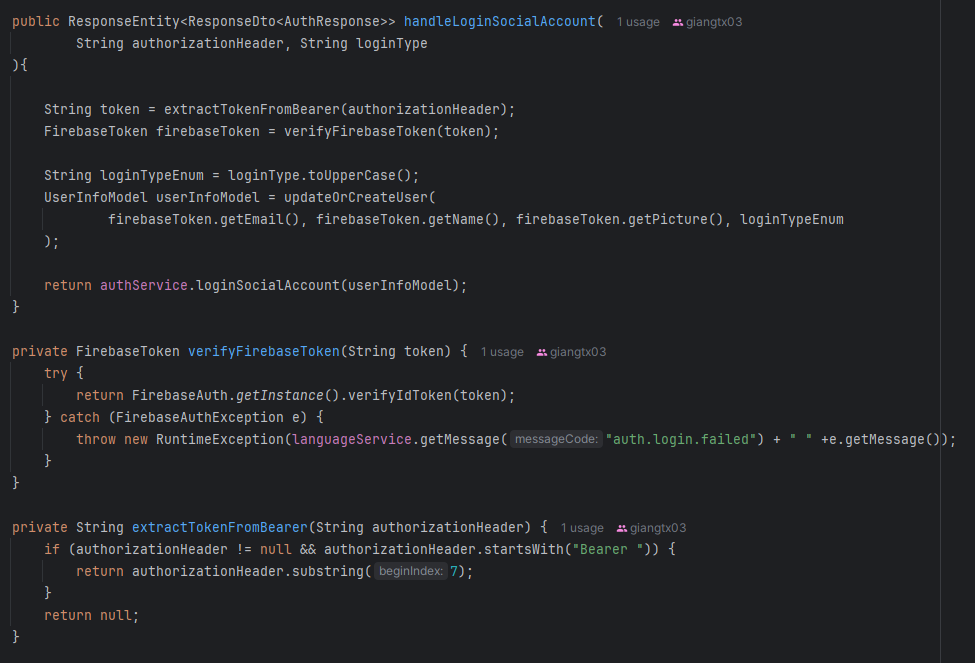 public ResponseEntity<ResponseDto<AuthResponse>> handleLoginSocialAccount( 1 usage giangtx03
String authorizationHeader, String loginType
){
String token = extractTokenFromBearer(authorizationHeader);
FirebaseToken firebaseToken = verifyFirebaseToken(token);
String loginTypeEnum = loginType.toUpperCase();
UserInfoModel userInfoModel = updateOrCreateUser(
firebaseToken.getEmail(), firebaseToken.getName(), firebaseToken.getPicture(), loginTypeEnum
);
return authService.loginSocialAccount(userInfoModel);
}
private FirebaseToken verifyFirebaseToken(String token) { 1 usage giangtx03
try {
return FirebaseAuth.getInstance().verifyIdToken(token);
} catch (FirebaseAuthException e) {
throw new RuntimeException(languageService.getMessage( messageCode: "auth.login.failed") + " " +e.getMessage());
}
}
private String extractTokenFromBearer(String authorizationHeader) { 1 usage giangtx03
if (authorizationHeader != null && authorizationHeader.startsWith("Bearer ")) {
return authorizationHeader.substring( beginIndex: 7);
}
return null;
}